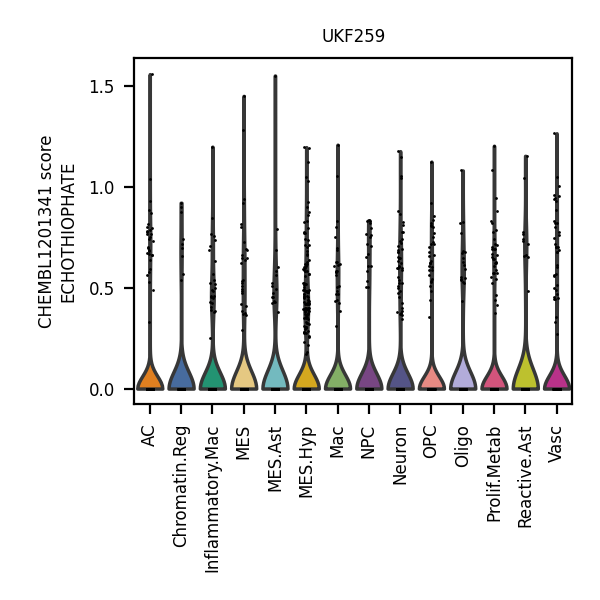 UKF259
CHEMBL1201341 score
ECHOTHIOPHATE
1.5
1.0
0.5
0.0
AC
Chromatin.Reg
Inflammatory.Mac
MES
MES.Ast
MES.Hyp
Mac
NPC
Neuron
OPC
Oligo
Prolif.Metab
Reactive.Ast
Vasc